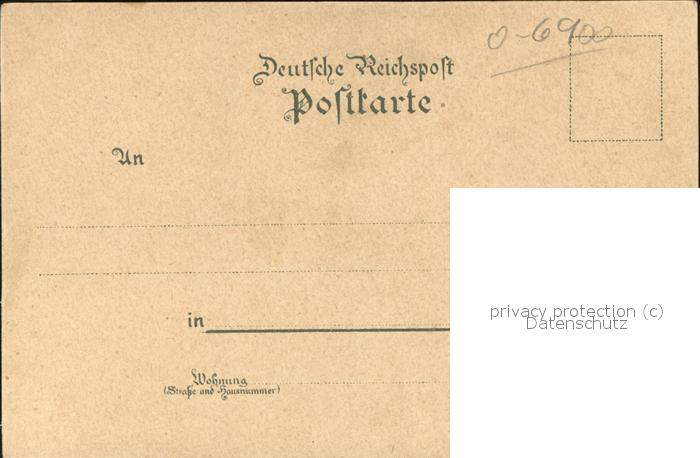 0-6900
Deutsche Reichspost
Postkarte.
An
privacy protection (c)
Datenschutz
in
Wohnung
(Straße und Hausnummer)